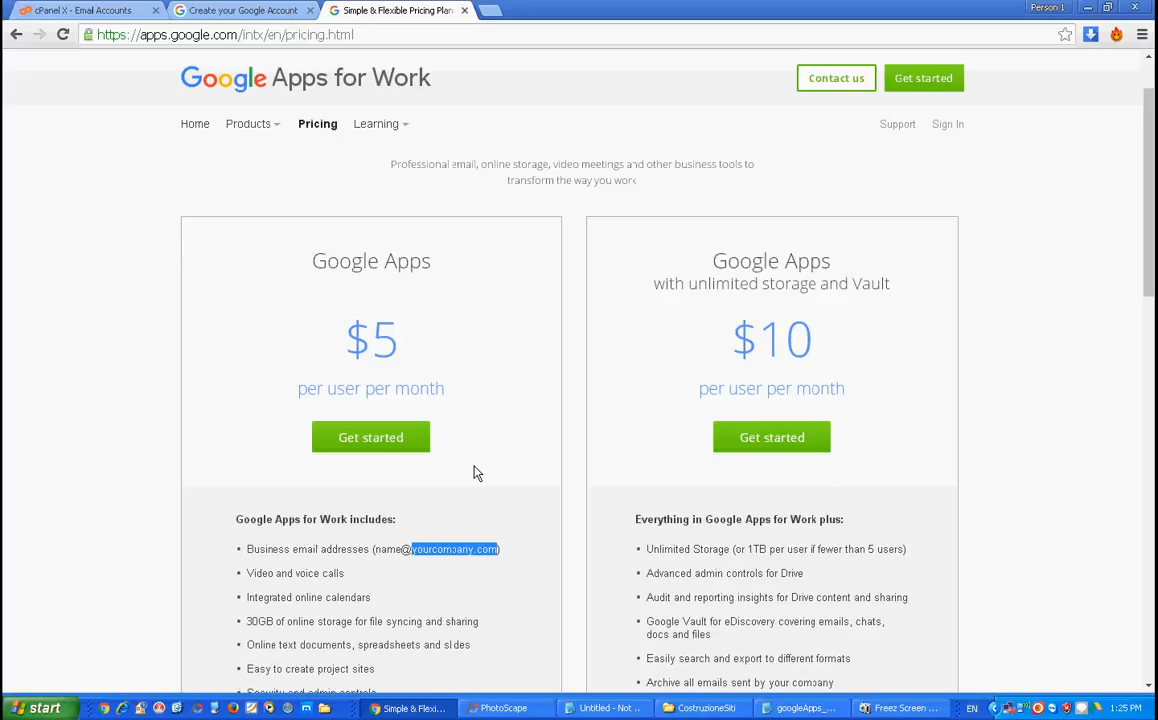 cPanel X - Email Accounts
Create your Google Account
Simple & Flexible Pricing Plan
Person 1
https://apps.google.com/intx/en/pricing.html
Google Apps for Work
Contact us
Get started
Home
Products
Pricing
Learning
Support
Sign In
Professional email, online storage, video meetings and other business tools to
transform the way you work
Google Apps
$5
per user per month
Get started
Google Apps for Work includes:
Business email addresses (name@yourcompany.com)
Video and voice calls
Integrated online calendars
30GB of online storage for file syncing and sharing
Online text documents, spreadsheets and slides
Easy to create project sites
Security and admin controls
Google Apps
with unlimited storage and Vault
$10
per user per month
Get started
Everything in Google Apps for Work plus:
Unlimited Storage (or 1TB per user if fewer than 5 users)
Advanced admin controls for Drive
Audit and reporting insights for Drive content and sharing
Google Vault for eDiscovery covering emails, chats,
docs and files
Easily search and export to different formats
Archive all emails sent by your company
start
Simple & Flexi...
PhotoScape
Untitled - Not ...
CostruzioneSiti
googleApps_...
Freez Screen ...
EN
1:25 PM